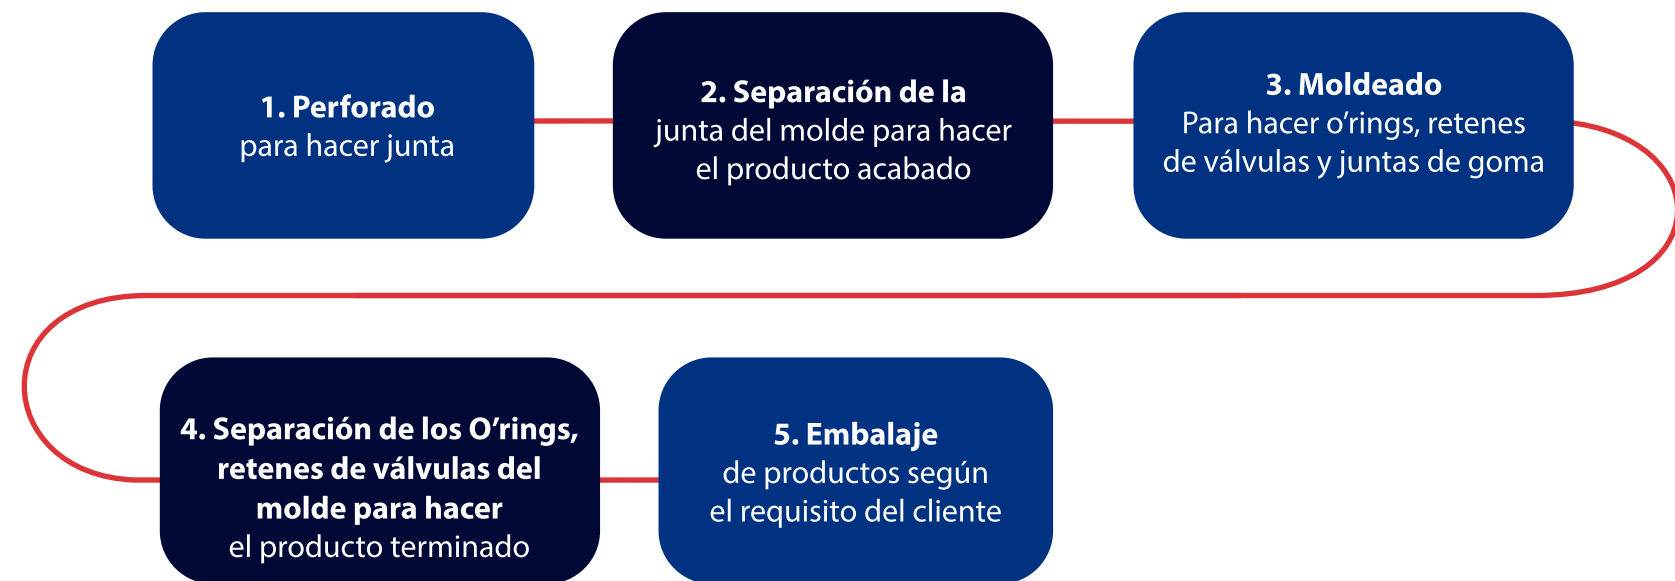 1. Perforado
para hacer junta
2. Separación de la
junta del molde para hacer
el producto acabado
3. Moldeado
Para hacer o’rings, retenes
de válvulas y juntas de goma
4. Separación de los O’rings,
retenes de válvulas del
molde para hacer
el producto terminado
5. Embalaje
de productos según
el requisito del cliente